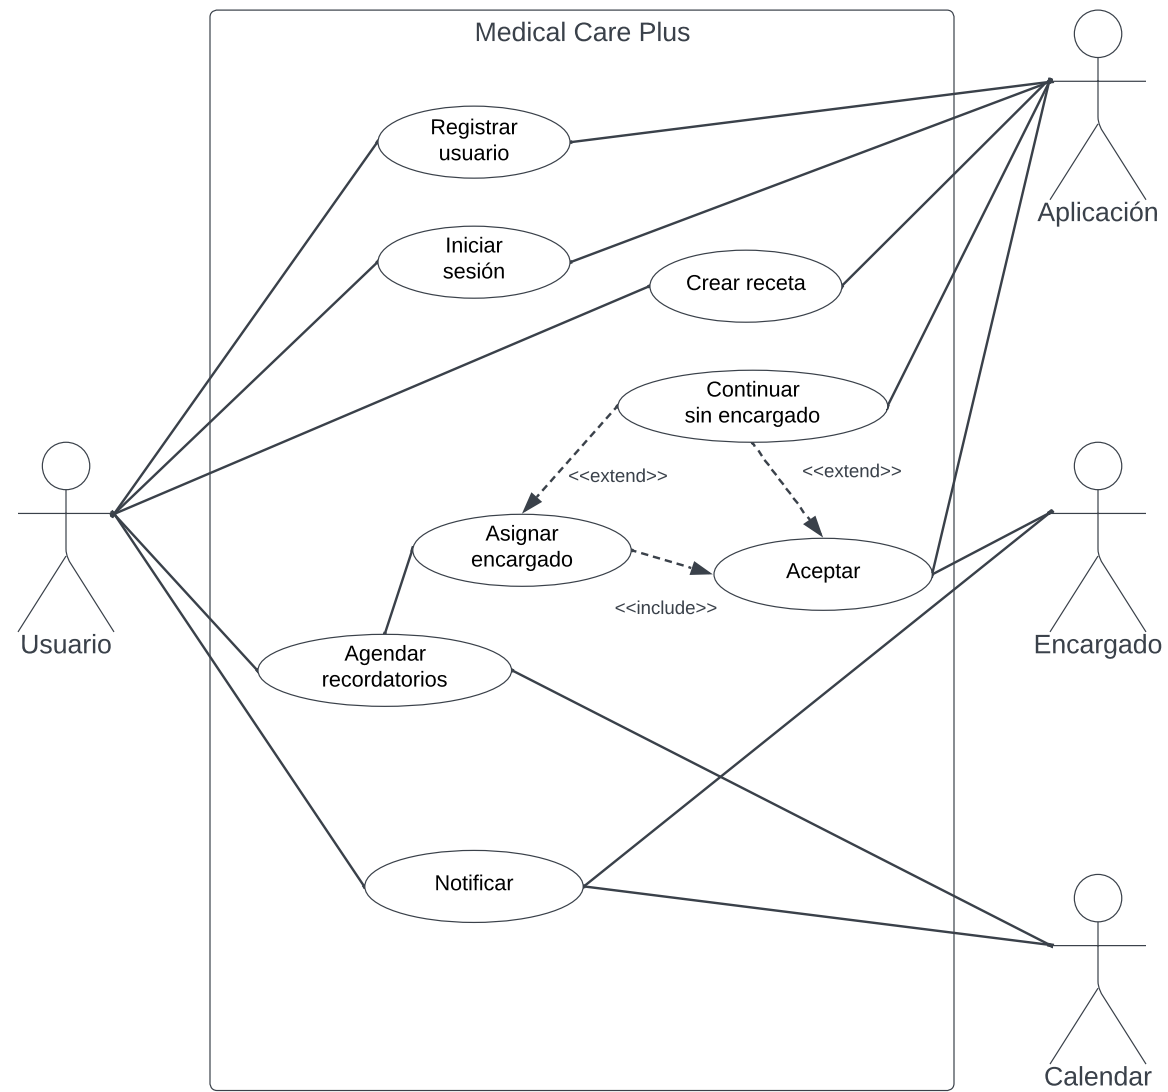 Medical Care Plus
Registrar
usuario
Aplicación
Iniciar
sesión
Crear receta
Continuar
sin encargado
<<extend>>
<<extend>>
Asignar
encargado
Aceptar
<<include>>
Usuario
Encargado
Agendar
recordatorios
Notificar
Calendar